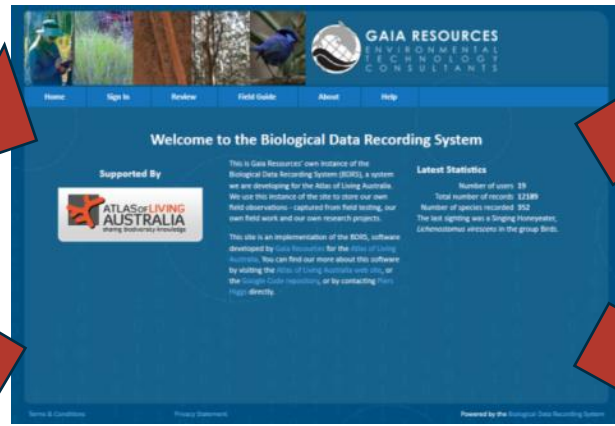 GAIA RESOURCES
ENVIRONMENTAL
TECHNOLOGY
CONSULTANTS
Home Sign In Review Field Guide About Help
Welcome to the Biological Data Recording System
Supported By
ATLAS OF LIVING
AUSTRALIA
sharing biodiversity knowledge
This is Gaia Resources' own instance of the
Biological Data Recording System (BDRS), a system
we are developing for the Atlas of Living Australia.
We use this instance of the site to store our own
field observations - captured from field testing, our
own field work and our own research projects.
This site is an implementation of the BDRS, software
developed by Gaia Resources for the Atlas of Living
Australia. You can find our more about this software
by visiting the Atlas of Living Australia web site, or
the Google Code repository, or by contacting Piers
Higgs directly.
Latest Statistics
Number of users 19
Total number of records 12189
Number of species recorded 352
The last sighting was a Singing Honeyeater,
Lichenostomus virescens in the group Birds.
Terms & Conditions Privacy Statement Powered by the Biological Data Recording System